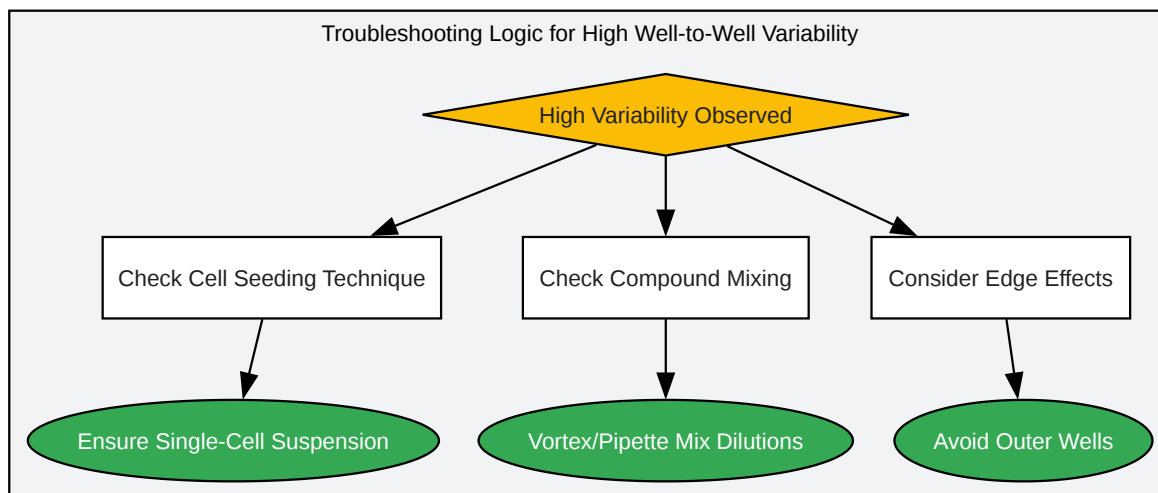 Troubleshooting Logic for High Well-to-Well Variability
High Variability Observed
Check Cell Seeding Technique
Check Compound Mixing
Consider Edge Effects
Ensure Single-Cell Suspension
Vortex/Pipette Mix Dilutions
Avoid Outer Wells